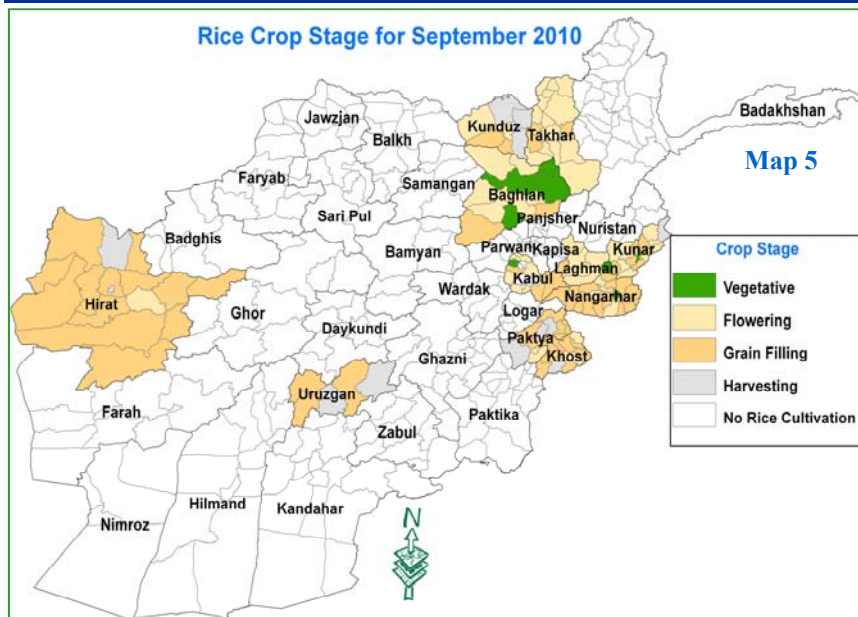 Rice Crop Stage for September 2010
Badakhshan
Jawzjan
Kunduz
Takhar
Balkh
Map 5
Faryab
Samangan
Baghlan
Sari Pul
Panjsher
Nuristan
Badghis
Bamyan
Parwan
Kapisa
Kunar
Crop Stage
Laghman
Hirat
Kabul
Wardak
Nangarhar
Vegetative
Ghor
Logar
Flowering
Daykundi
Paktya
Grain Filling
Ghazni
Khost
Harvesting
Uruzgan
Farah
Paktika
No Rice Cultivation
Zabul
Hilmand
Kandahar
Nimroz
N